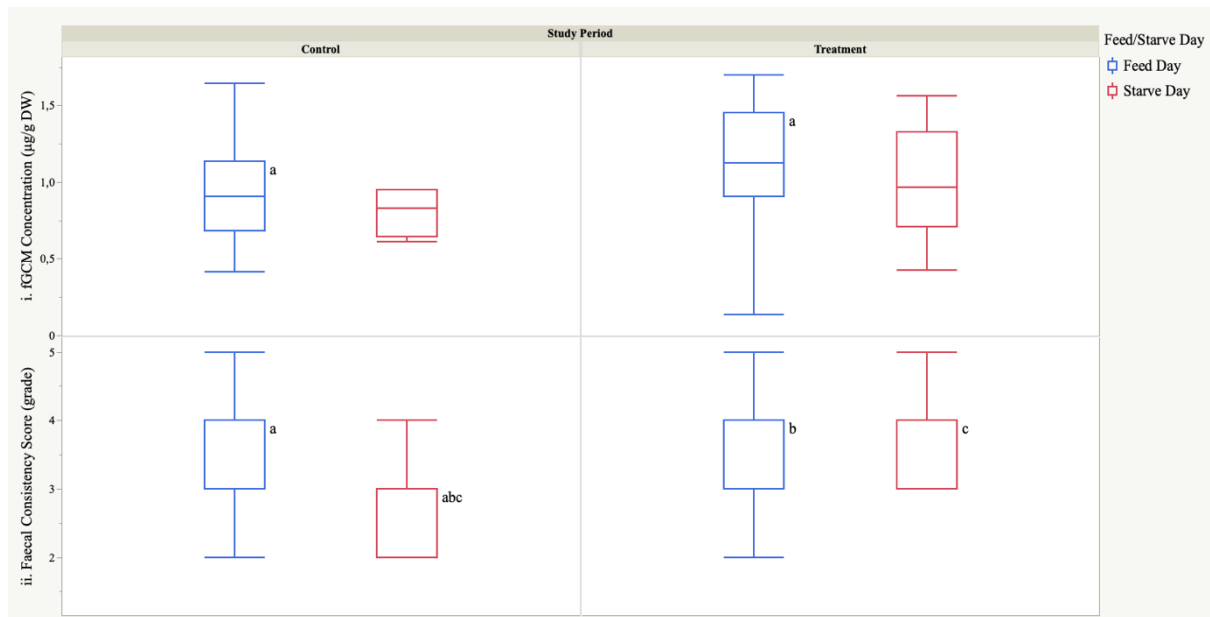 Study Period
Control
Treatment
Feed/Starve Day
Feed Day
Starve Day
i. fGCM Concentration (µg/g DW)
1,5
1,0
0,5
0
a
a
ii. Faecal Consistency Score (grade)
5
4
3
2
a
abc
b
c